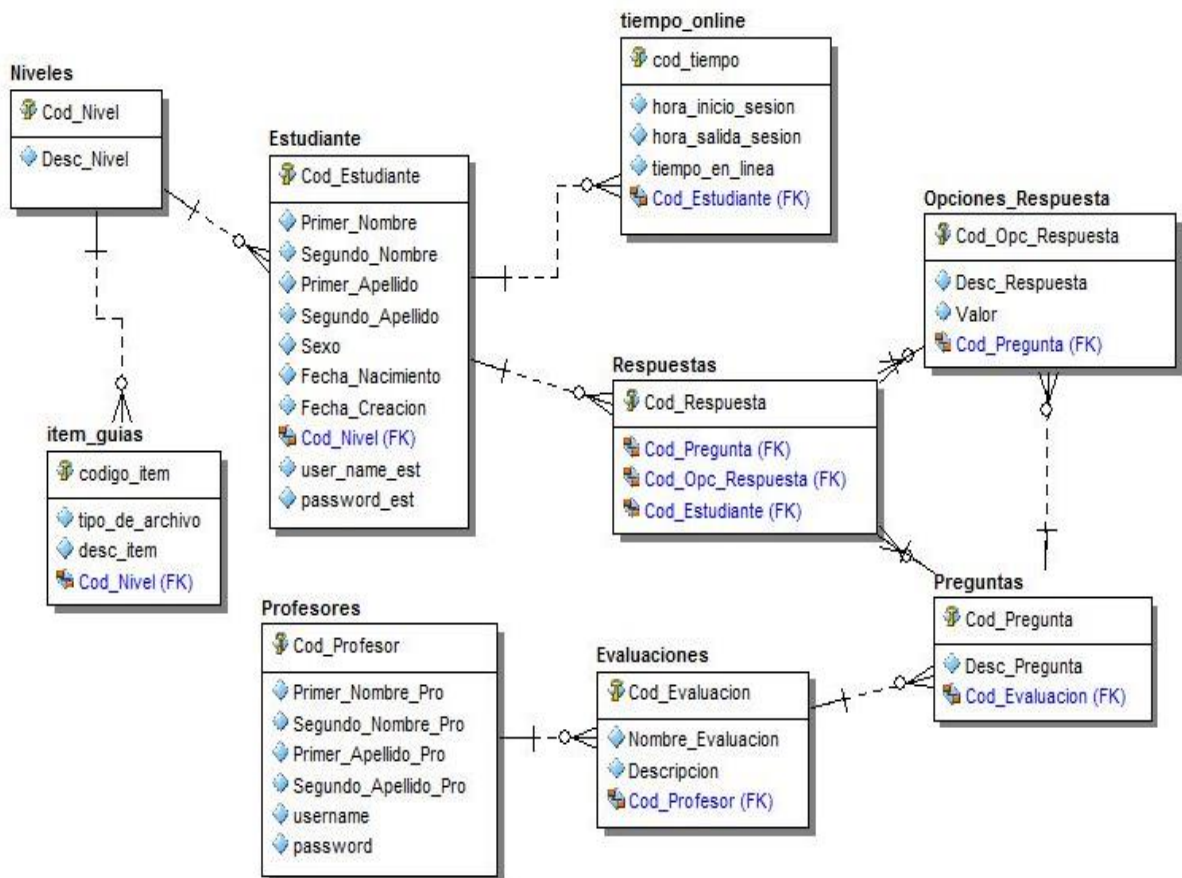 Niveles
Cod_Nivel
Desc_Nivel
Estudiante
Cod_Estudiante
Primer_Nombre
Segundo_Nombre
Primer_Apellido
Segundo_Apellido
Sexo
Fecha_Nacimiento
Fecha_Creacion
Cod_Nivel (FK)
user_name_est
password_est
tiempo_online
cod_tiempo
hora_inicio_sesion
hora_salida_sesion
tiempo_en_linea
Cod_Estudiante (FK)
Opciones_Respuesta
Cod_Opc_Respuesta
Desc_Respuesta
Valor
Cod_Pregunta (FK)
Respuestas
Cod_Respuesta
Cod_Pregunta (FK)
Cod_Opc_Respuesta (FK)
Cod_Estudiante (FK)
item_guias
codigo_item
tipo_de_archivo
desc_item
Cod_Nivel (FK)
Profesores
Cod_Profesor
Primer_Nombre_Pro
Segundo_Nombre_Pro
Primer_Apellido_Pro
Segundo_Apellido_Pro
username
password
Evaluaciones
Cod_Evaluacion
Nombre_Evaluacion
Descripcion
Cod_Profesor (FK)
Preguntas
Cod_Pregunta
Desc_Pregunta
Cod_Evaluacion (FK)